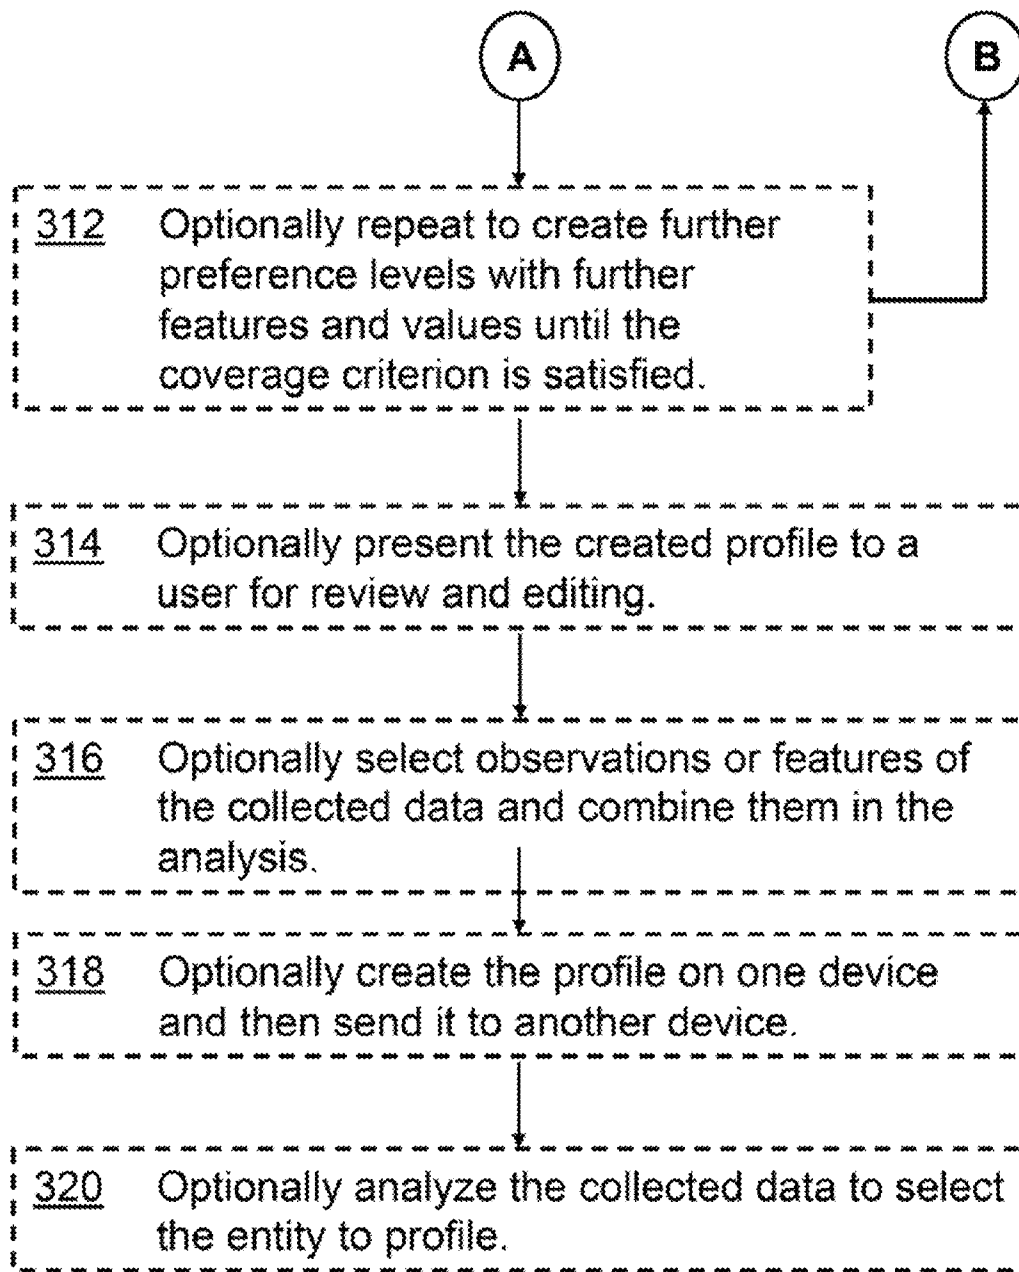 A
B
312 Optionally repeat to create further
preference levels with further
features and values until the
coverage criterion is satisfied.
314 Optionally present the created profile to a
user for review and editing.
316 Optionally select observations or features of
the collected data and combine them in the
analysis.
318 Optionally create the profile on one device
and then send it to another device.
320 Optionally analyze the collected data to select
the entity to profile.